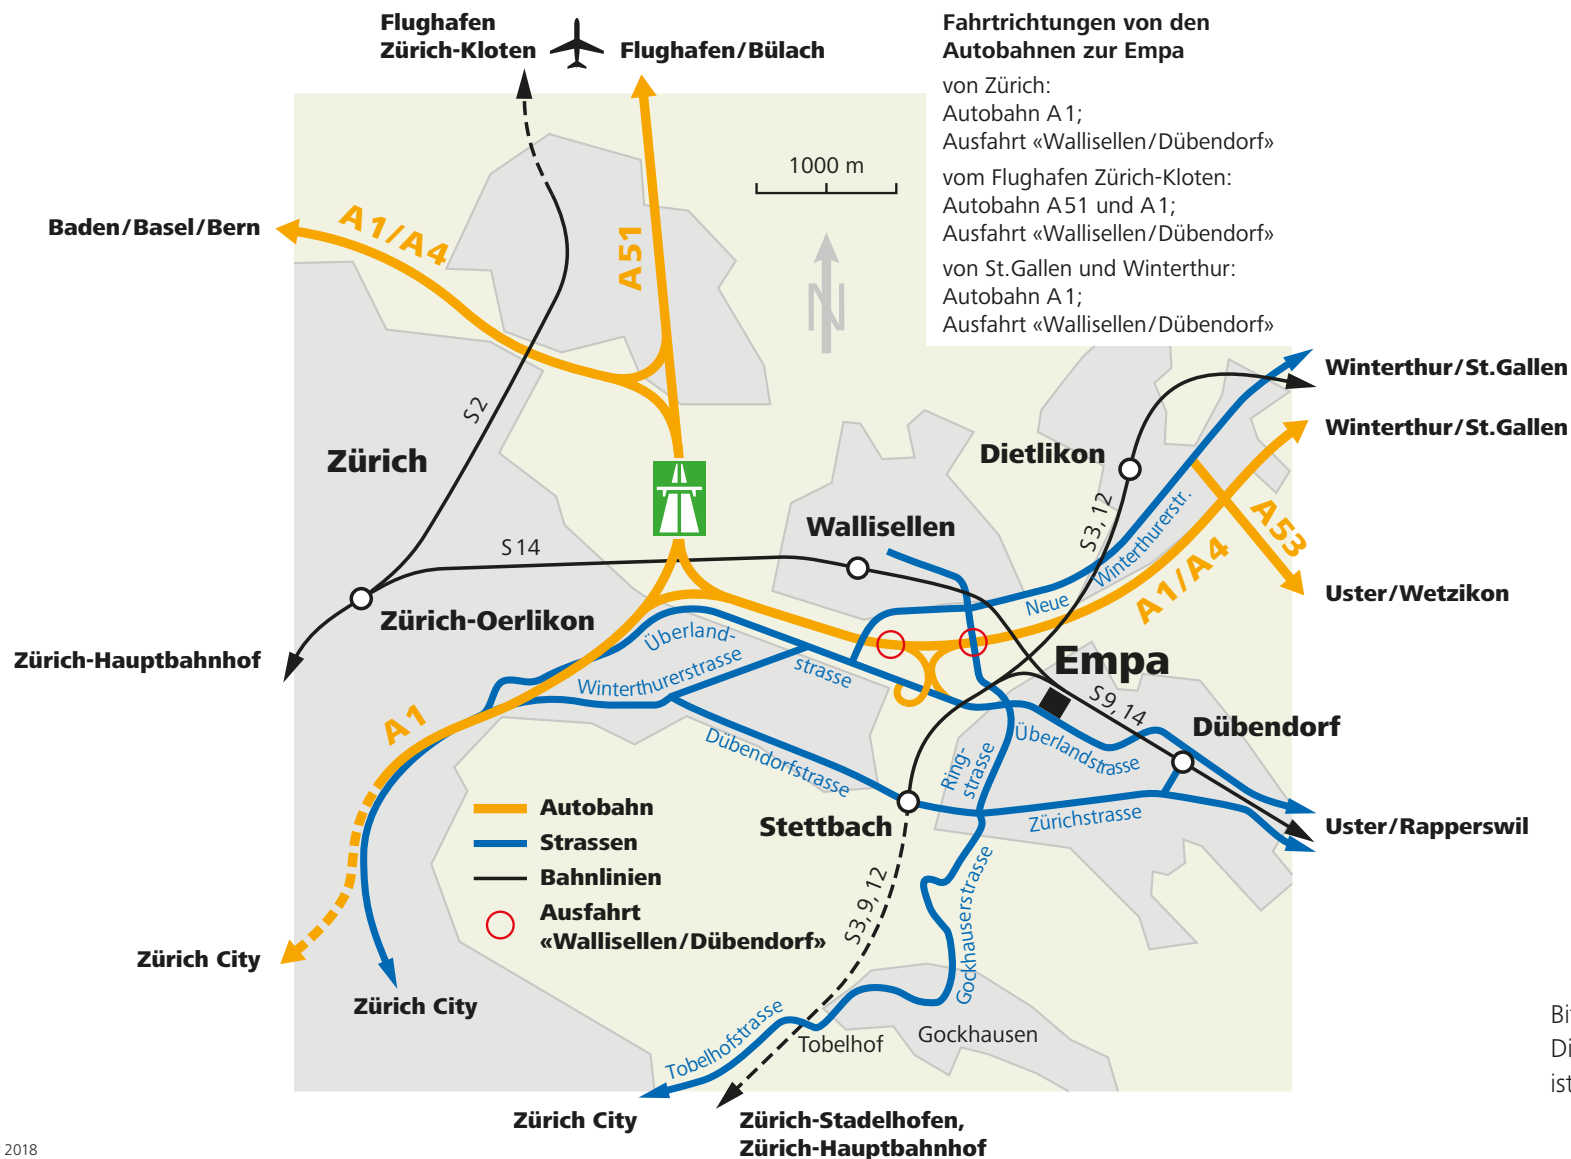 Flughafen
Zürich-Kloten
Flughafen/Bülach
Fahrtrichtungen von den
Autobahnen zur Empa
von Zürich:
Autobahn A1;
Ausfahrt «Wallisellen/Dübendorf»
vom Flughafen Zürich-Kloten:
Autobahn A51 und A1;
Ausfahrt «Wallisellen/Dübendorf»
von St.Gallen und Winterthur:
Autobahn A1;
Ausfahrt «Wallisellen/Dübendorf»
1000 m
N
Baden/Basel/Bern
A1/A4
A51
S2
Zürich
Winterthur/St.Gallen
Winterthur/St.Gallen
Dietlikon
S3, 12
Neue
Winterthurerstr.
A53
A1/A4
Uster/Wetzikon
Wallisellen
S14
Zürich-Oerlikon
Zürich-Hauptbahnhof
Überland-
strasse
Winterthurerstrasse
A1
Empa
S9, 14
Dübendorf
Dübendorfstrasse
Ring-
strasse
Überlandstrasse
Zürichstrasse
Stettbach
Uster/Rapperswil
Autobahn
Strassen
Bahnlinien
Ausfahrt
«Wallisellen/Dübendorf»
S3, 9, 12
Gockhauserstrasse
Zürich City
Zürich City
Tobelhofstrasse
Tobelhof
Gockhausen
Zürich City
Zürich-Stadelhofen,
Zürich-Hauptbahnhof
ist
2018